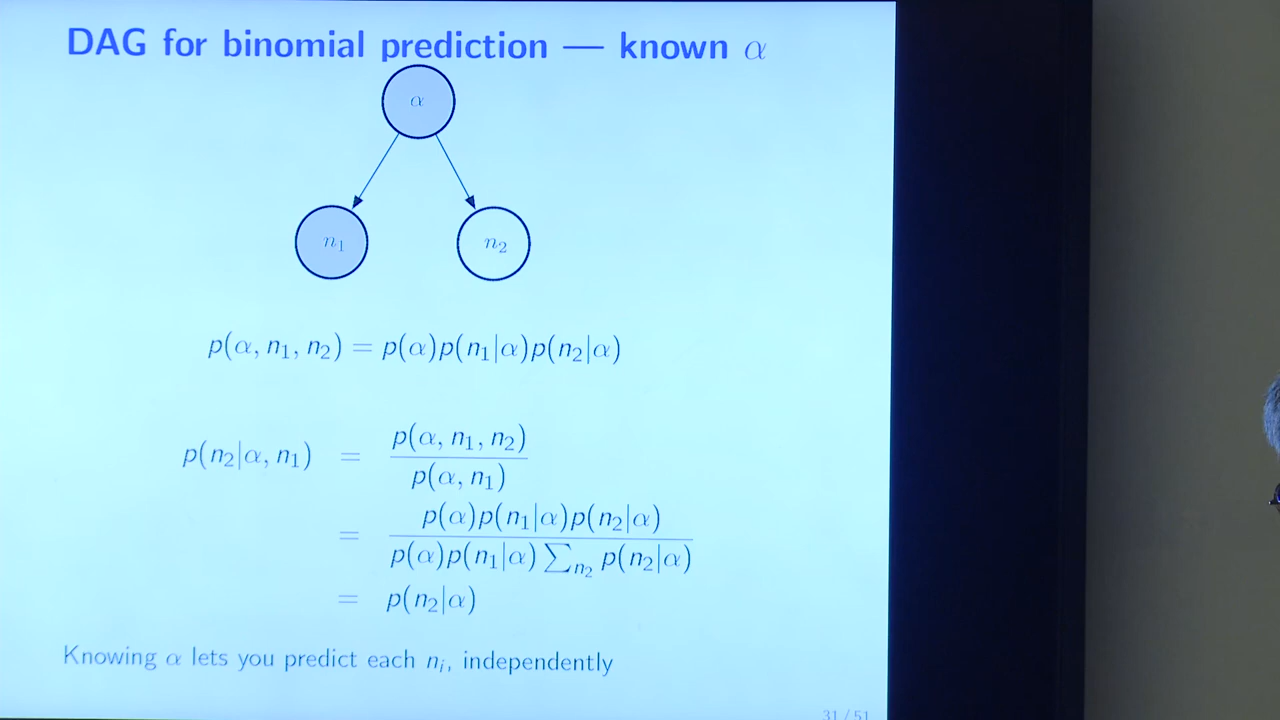 DAG for binomial prediction — known α
α
n₁ n₂
p(α, n₁, n₂) = p(α)p(n₁|α)p(n₂|α)
p(n₂|α, n₁) = p(α, n₁, n₂) / p(α, n₁)
= p(α)p(n₁|α)p(n₂|α) / p(α)p(n₁|α) ∑ₙ₂ p(n₂|α)
= p(n₂|α)
Knowing α lets you predict each nᵢ, independently
31 / 51